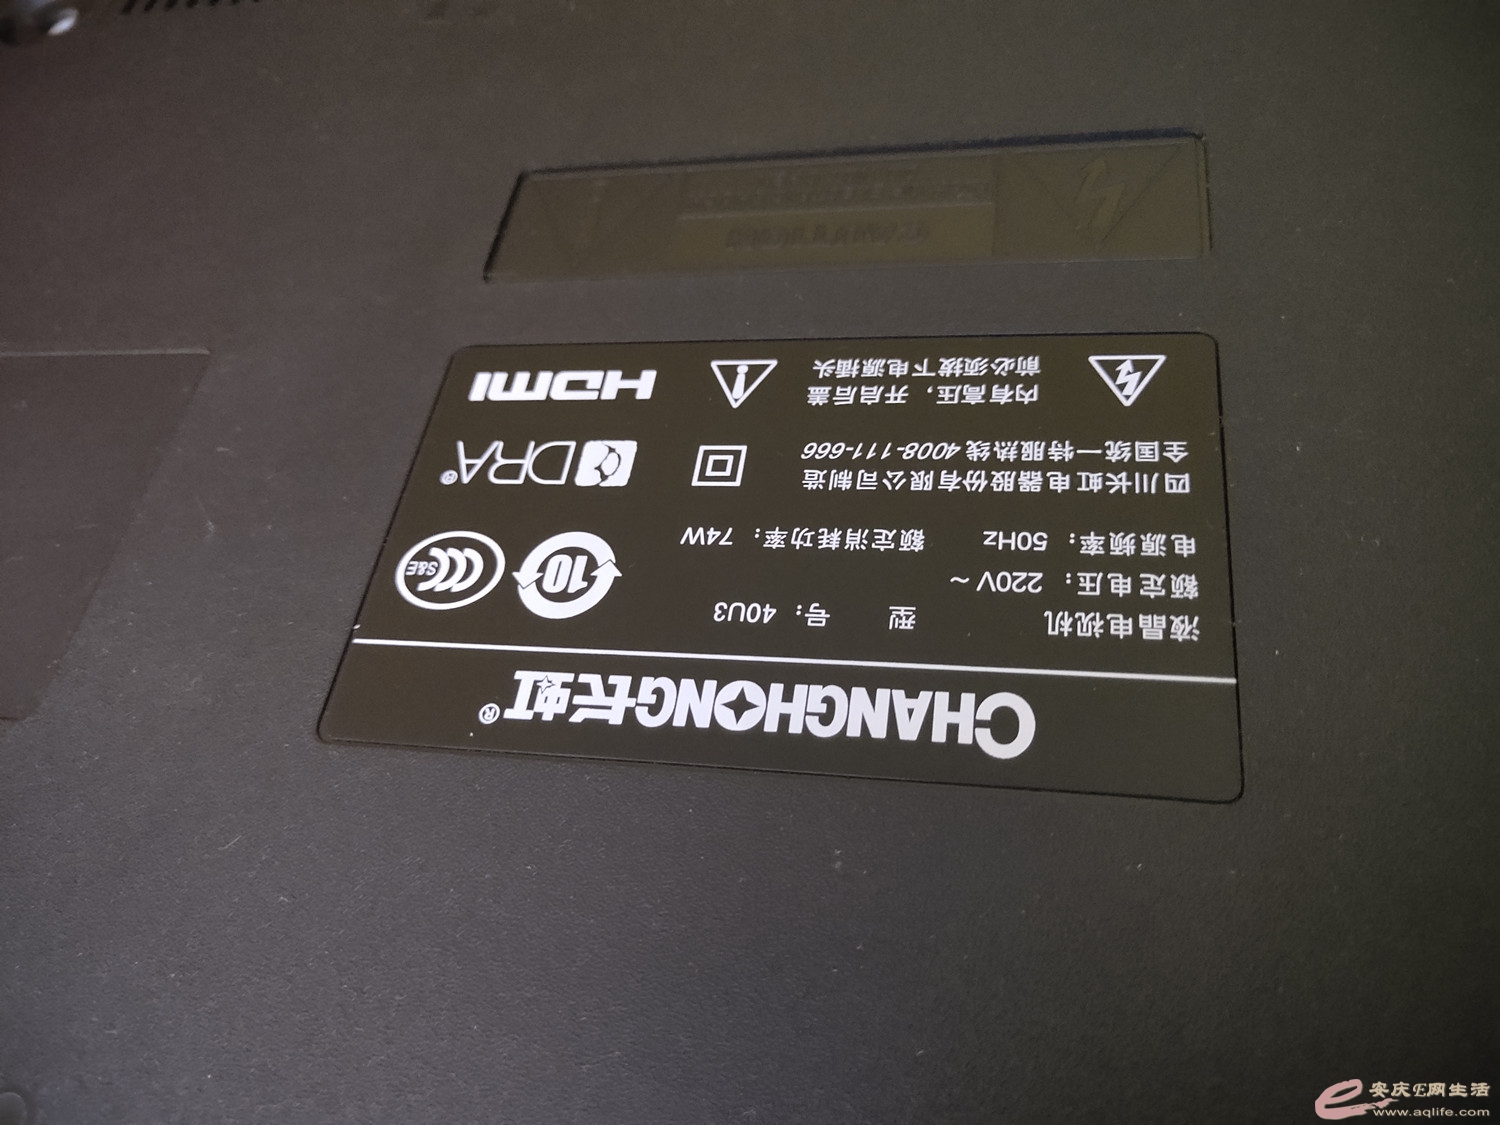 CHANGHONG长虹®
液晶电视机 型 号：40U3
额定电压：220V～
电源频率：50Hz 额定消耗功率：74W
10
S&E
四川长虹电器股份有限公司制造
全国统一特服热线4008-111-666
DRA®
内有高压，开启后盖
前必须拔下电源插头
HDMI
安庆E网生活
www.aqlife.com